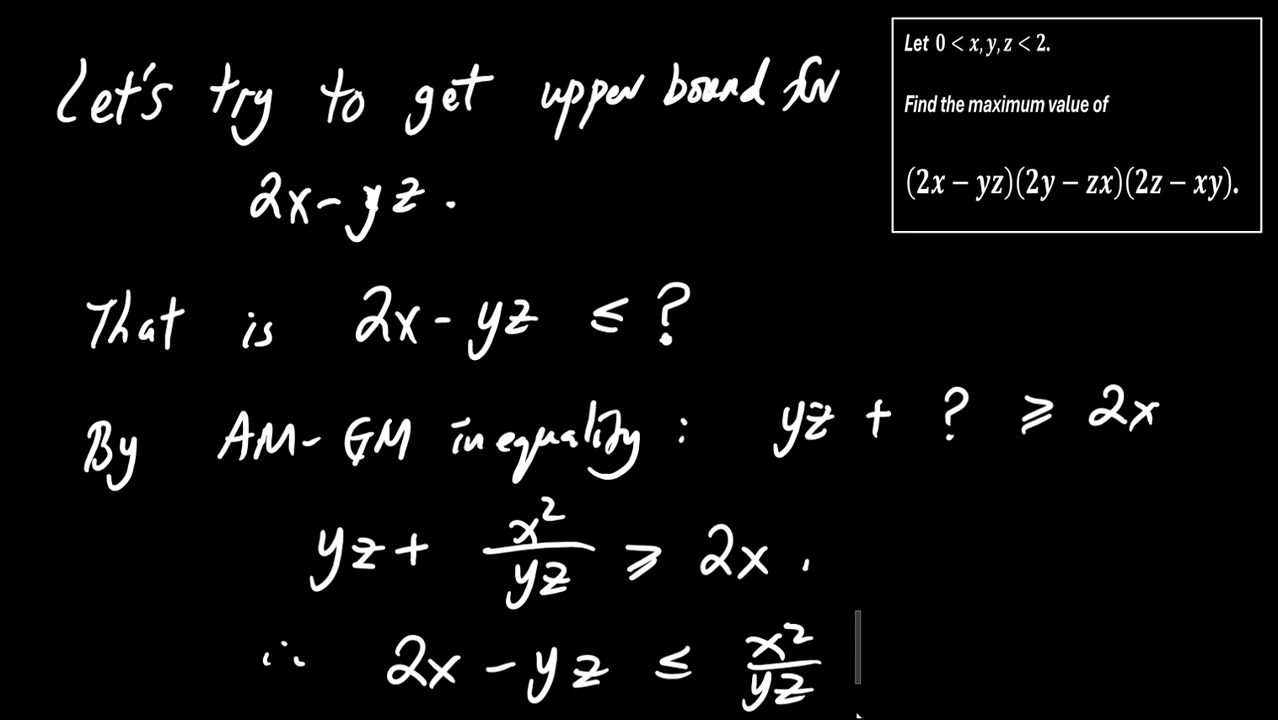 Let's try to get upper bound for
2x - yz .
That is 2x - yz ≤ ?
By AM-GM inequality : yz + ? ≥ 2x
yz + x²/yz ≥ 2x .
∴ 2x - yz ≤ x²/yz
Let 0 < x, y, z < 2.
Find the maximum value of
(2x − yz)(2y − zx)(2z − xy).